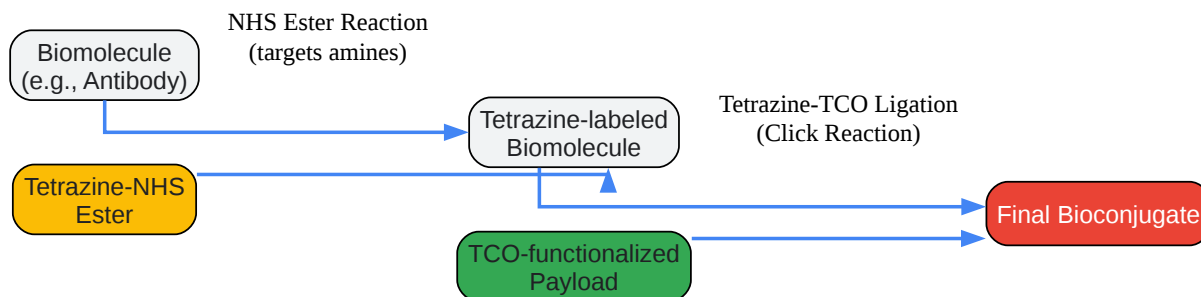 NHS Ester Reaction
(targets amines)
Biomolecule
(e.g., Antibody)
Tetrazine-TCO Ligation
(Click Reaction)
Tetrazine-labeled
Biomolecule
Tetrazine-NHS
Ester
Final Bioconjugate
TCO-functionalized
Payload